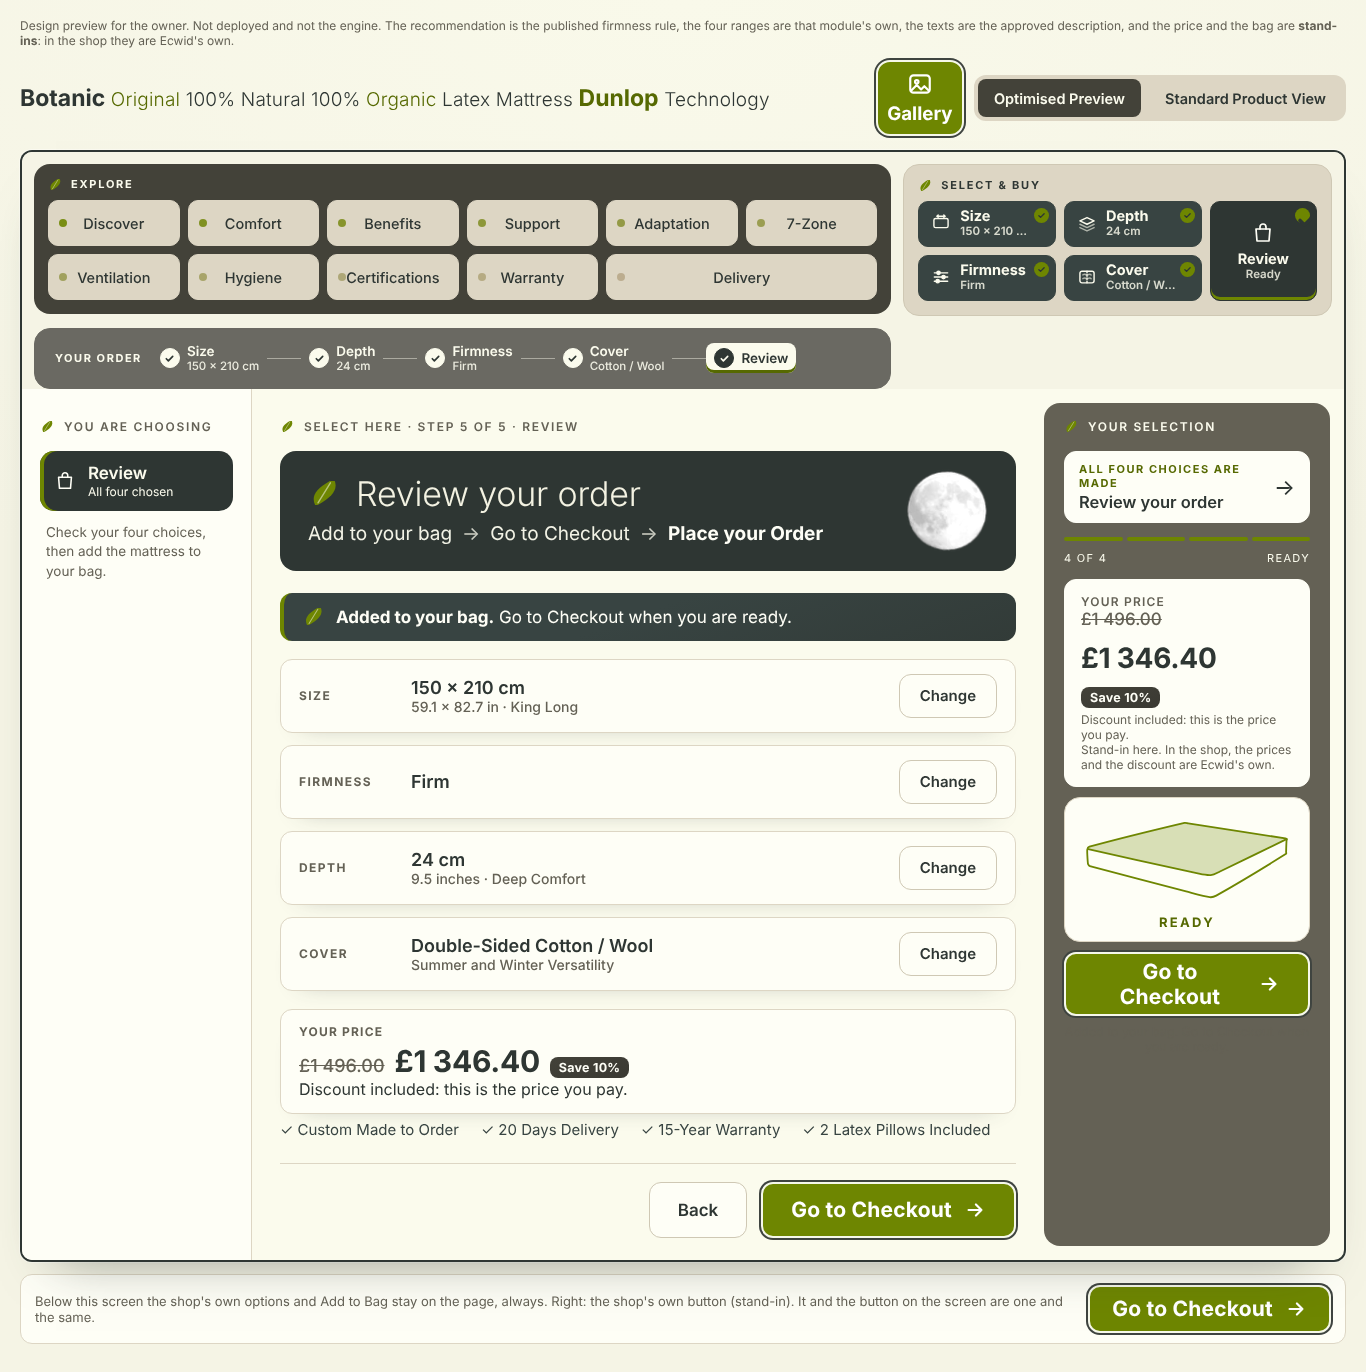 Design preview for the owner. Not deployed and not the engine. The recommendation is the published firmness rule, the four ranges are that module's own, the texts are the approved description, and the price and the bag are stand-
ins: in the shop they are Ecwid's own.
Botanic Original 100% Natural 100% Organic Latex Mattress Dunlop Technology
Gallery
Optimised Preview
Standard Product View
EXPLORE
Discover
Comfort
Benefits
Support
Adaptation
7-Zone
Ventilation
Hygiene
Certifications
Warranty
Delivery
SELECT & BUY
Size
150 × 210 ...
Depth
24 cm
Firmness
Firm
Cover
Cotton / W...
Review
Ready
YOUR ORDER
Size
150 × 210 cm
Depth
24 cm
Firmness
Firm
Cover
Cotton / Wool
Review
YOU ARE CHOOSING
Review
All four chosen
Check your four choices,
then add the mattress to
your bag.
SELECT HERE · STEP 5 OF 5 · REVIEW
Review your order
Add to your bag → Go to Checkout → Place your Order
Added to your bag. Go to Checkout when you are ready.
SIZE
150 × 210 cm
59.1 × 82.7 in · King Long
Change
FIRMNESS
Firm
Change
DEPTH
24 cm
9.5 inches · Deep Comfort
Change
COVER
Double-Sided Cotton / Wool
Summer and Winter Versatility
Change
YOUR PRICE
£1 496.00 £1 346.40 Save 10%
Discount included: this is the price you pay.
✓ Custom Made to Order ✓ 20 Days Delivery ✓ 15-Year Warranty ✓ 2 Latex Pillows Included
Back
Go to Checkout →
YOUR SELECTION
ALL FOUR CHOICES ARE
MADE
Review your order →
4 OF 4
READY
YOUR PRICE
£1 496.00
£1 346.40
Save 10%
Discount included: this is the price
you pay.
Stand-in here. In the shop, the prices
and the discount are Ecwid's own.
READY
Go to
Checkout →
Below this screen the shop's own options and Add to Bag stay on the page, always. Right: the shop's own button (stand-in). It and the button on the screen are one and
the same.
Go to Checkout →